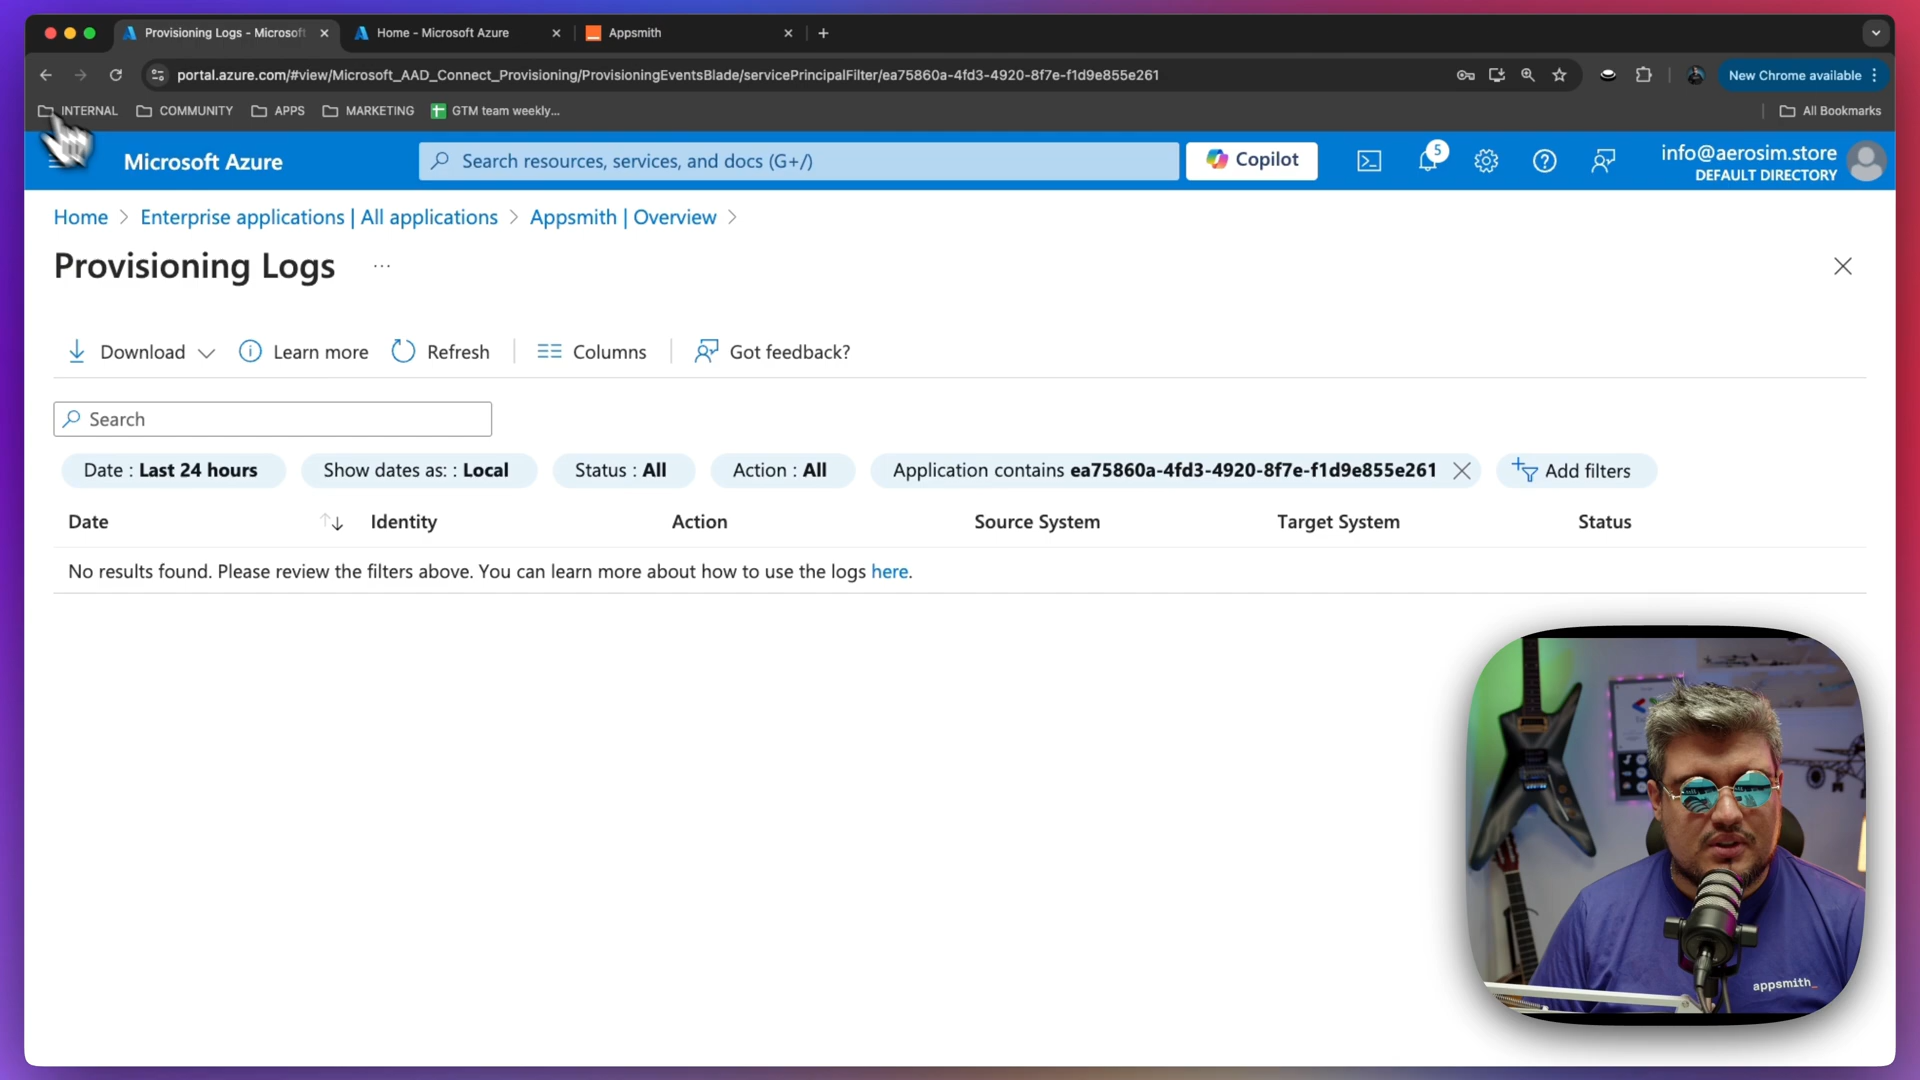 Provisioning Logs - Microsoft
Home - Microsoft Azure
Appsmith
portal.azure.com/#view/Microsoft_AAD_Connect_Provisioning/ProvisioningEventsBlade/servicePrincipalFilter/ea75860a-4fd3-4920-8f7e-f1d9e855e261
New Chrome available
INTERNAL
COMMUNITY
APPS
MARKETING
GTM team weekly...
All Bookmarks
Microsoft Azure
Search resources, services, and docs (G+/)
Copilot
5
info@aerosim.store
DEFAULT DIRECTORY
Home > Enterprise applications | All applications > Appsmith | Overview >
Provisioning Logs ...
Download
Learn more
Refresh
Columns
Got feedback?
Search
Date : Last 24 hours
Show dates as: : Local
Status : All
Action : All
Application contains ea75860a-4fd3-4920-8f7e-f1d9e855e261
Add filters
Date
Identity
Action
Source System
Target System
Status
No results found. Please review the filters above. You can learn more about how to use the logs here.
appsmith_